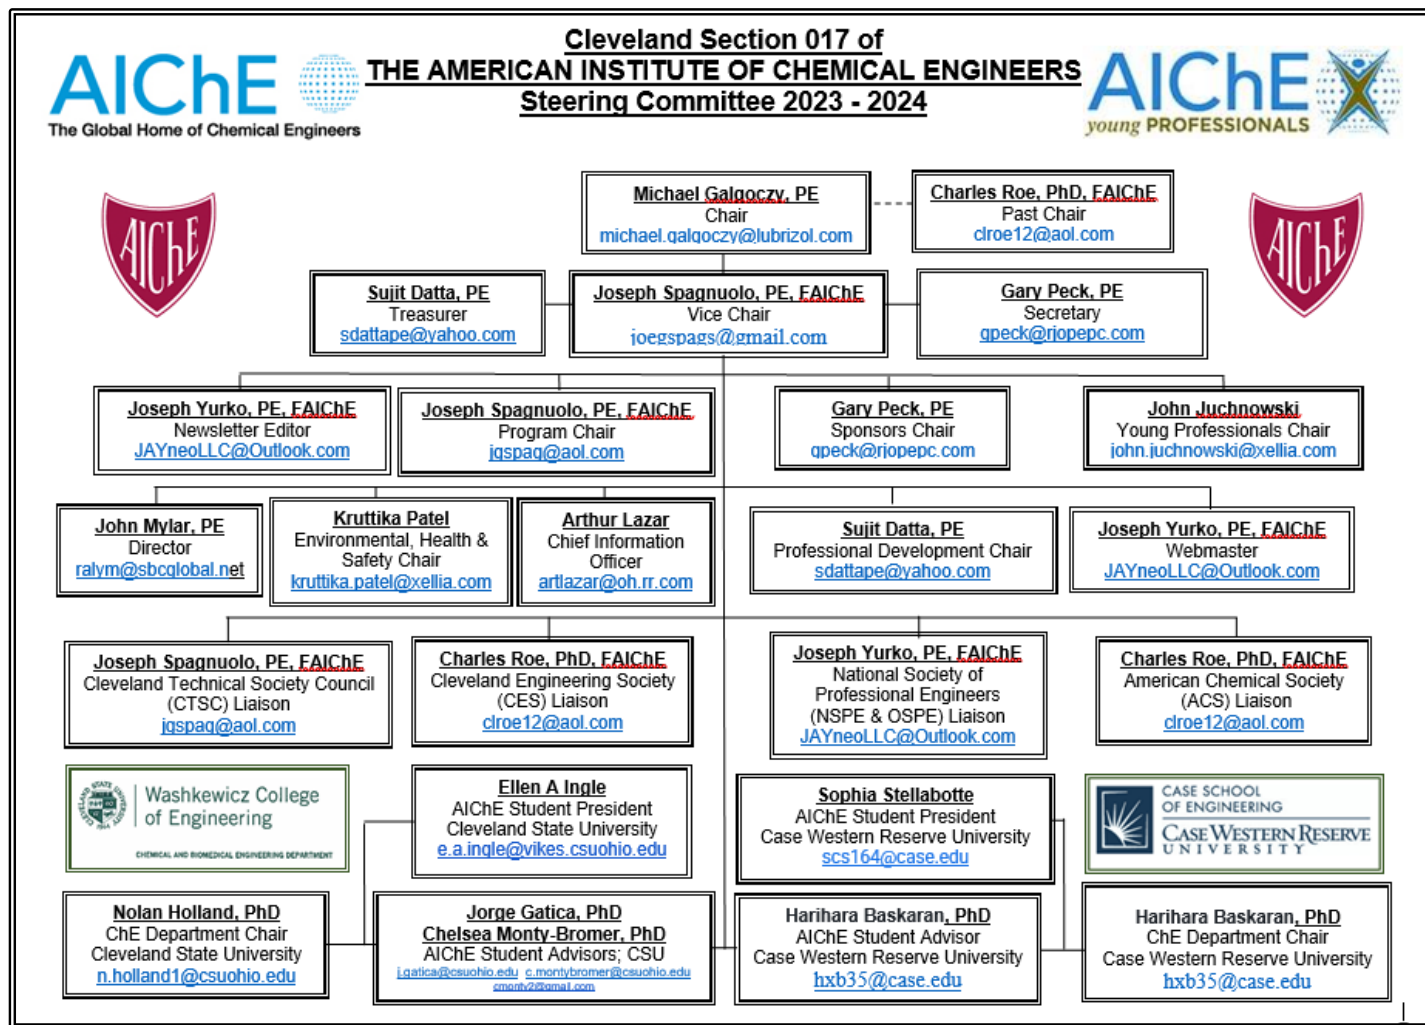 Cleveland Section 017 of
THE AMERICAN INSTITUTE OF CHEMICAL ENGINEERS
Steering Committee 2023 - 2024
AIChE
The Global Home of Chemical Engineers
AIChE
young PROFESSIONALS
AIChE
AIChE
Michael Galgoczy, PE
Chair
michael.galgoczy@lubrizol.com
Charles Roe, PhD, FAIChE
Past Chair
clroe12@aol.com
Sujit Datta, PE
Treasurer
sdattape@yahoo.com
Joseph Spagnuolo, PE, FAIChE
Vice Chair
joegspags@gmail.com
Gary Peck, PE
Secretary
gpeck@rjopepc.com
Joseph Yurko, PE, FAIChE
Newsletter Editor
JAYneoLLC@Outlook.com
Joseph Spagnuolo, PE, FAIChE
Program Chair
jgspag@aol.com
Gary Peck, PE
Sponsors Chair
gpeck@rjopepc.com
John Juchnowski
Young Professionals Chair
john.juchnowski@xellia.com
John Mylar, PE
Director
ralym@sbcglobal.net
Kruttika Patel
Environmental, Health &
Safety Chair
kruttika.patel@xellia.com
Arthur Lazar
Chief Information
Officer
artlazar@oh.rr.com
Sujit Datta, PE
Professional Development Chair
sdattape@yahoo.com
Joseph Yurko, PE, FAIChE
Webmaster
JAYneoLLC@Outlook.com
Joseph Spagnuolo, PE, FAIChE
Cleveland Technical Society Council
(CTSC) Liaison
jgspag@aol.com
Charles Roe, PhD, FAIChE
Cleveland Engineering Society
(CES) Liaison
clroe12@aol.com
Joseph Yurko, PE, FAIChE
National Society of
Professional Engineers
(NSPE & OSPE) Liaison
JAYneoLLC@Outlook.com
Charles Roe, PhD, FAIChE
American Chemical Society
(ACS) Liaison
clroe12@aol.com
Washkewicz College
of Engineering
CHEMICAL AND BIOMEDICAL ENGINEERING DEPARTMENT
Ellen A Ingle
AIChE Student President
Cleveland State University
e.a.ingle@vikes.csuohio.edu
Sophia Stellabotte
AIChE Student President
Case Western Reserve University
scs164@case.edu
CASE SCHOOL
OF ENGINEERING
CASE WESTERN RESERVE
UNIVERSITY
Nolan Holland, PhD
ChE Department Chair
Cleveland State University
n.holland1@csuohio.edu
Jorge Gatica, PhD
Chelsea Monty-Bromer, PhD
AIChE Student Advisors; CSU
j.gatica@csuohio.edu c.montybromer@csuohio.edu
cmonty2@gmail.com
Harihara Baskaran, PhD
AIChE Student Advisor
Case Western Reserve University
hxb35@case.edu
Harihara Baskaran, PhD
ChE Department Chair
Case Western Reserve University
hxb35@case.edu